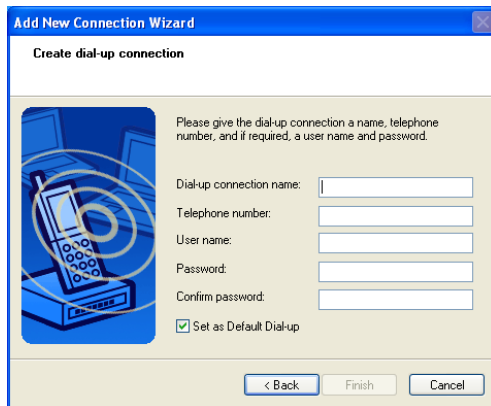 Add New Connection Wizard
Create dial-up connection
Please give the dial-up connection a name, telephone
number, and if required, a user name and password.
Dial-up connection name:
Telephone number:
User name:
Password:
Confirm password:
Set as Default Dial-up
< Back
Finish
Cancel